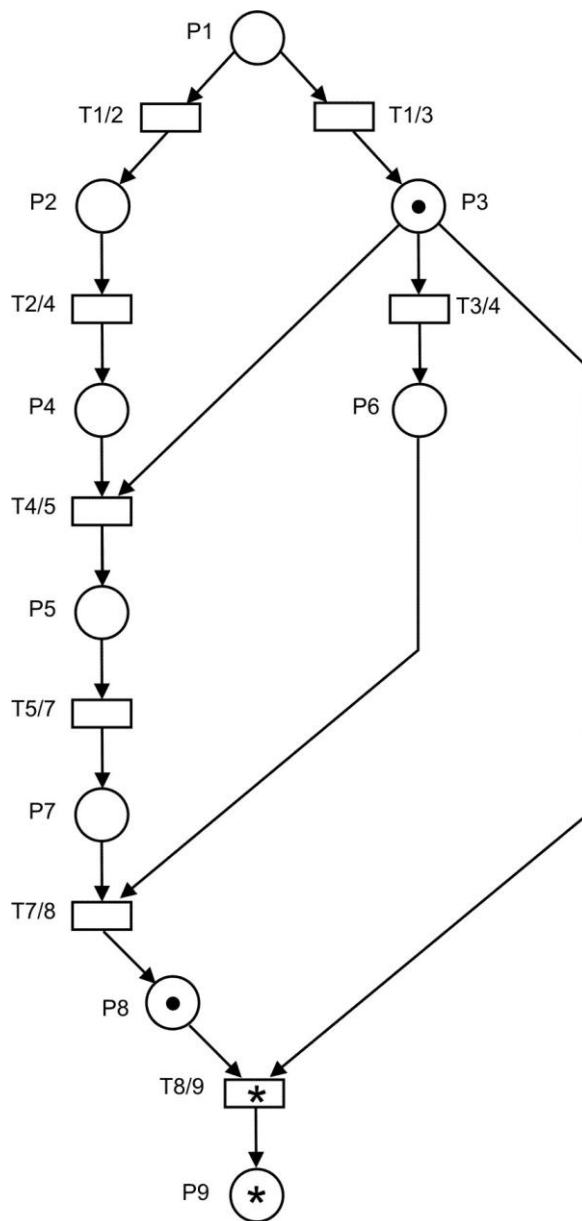 P1
T1/2
T1/3
P2
P3
T2/4
T3/4
P4
P6
T4/5
P5
T5/7
P7
T7/8
P8
T8/9
*
P9
*